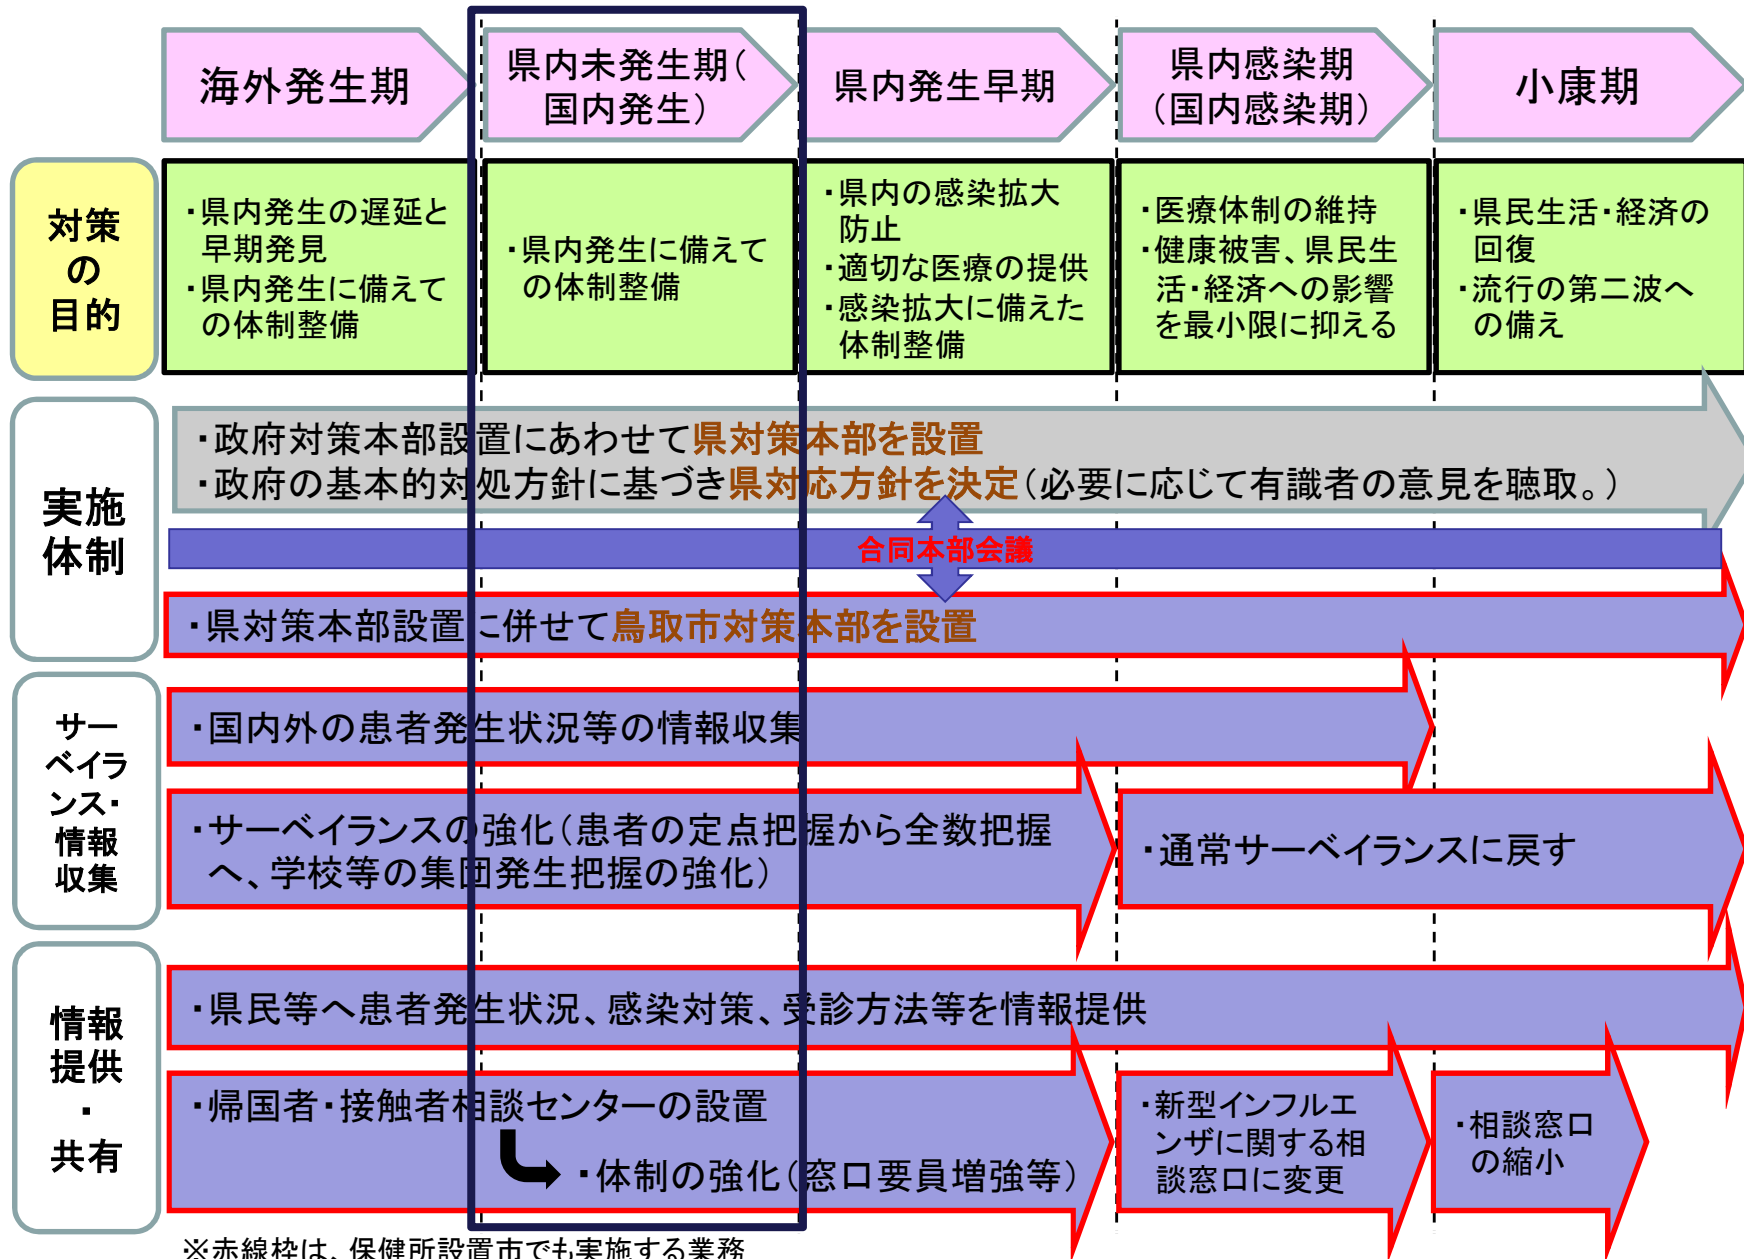 海外発生期
県内未発生期(
国内発生)
県内発生早期
県内感染期
(国内感染期)
小康期
対策
の
目的
・県内発生の遅延と
早期発見
・県内発生に備えて
の体制整備
・県内発生に備えて
の体制整備
・県内の感染拡大
防止
・適切な医療の提供
・感染拡大に備えた
体制整備
・医療体制の維持
・健康被害、県民生
活・経済への影響
を最小限に抑える
・県民生活・経済の
回復
・流行の第二波へ
の備え
実施
体制
・政府対策本部設置にあわせて県対策本部を設置
・政府の基本的対処方針に基づき県対応方針を決定(必要に応じて有識者の意見を聴取。)
合同本部会議
・県対策本部設置に併せて鳥取市対策本部を設置
サー
ベイラ
ンス・
情報
収集
・国内外の患者発生状況等の情報収集
・サーベイランスの強化(患者の定点把握から全数把握
へ、学校等の集団発生把握の強化)
・通常サーベイランスに戻す
情報
提供
・
共有
・県民等へ患者発生状況、感染対策、受診方法等を情報提供
・帰国者・接触者相談センターの設置
・体制の強化(窓口要員増強等)
・新型インフルエ
ンザに関する相
談窓口に変更
・相談窓口
の縮小
※赤線枠は、保健所設置市でも実施する業務